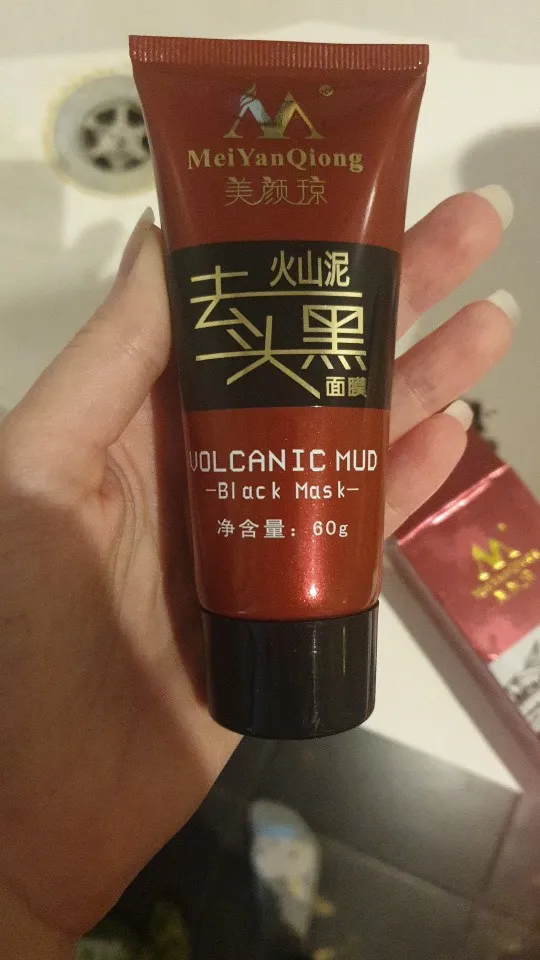 ®
MeiYanQiong
美颜琼
火山泥
去黑头
面膜
VOLCANIC MUD
—Black Mask—
净含量：60g